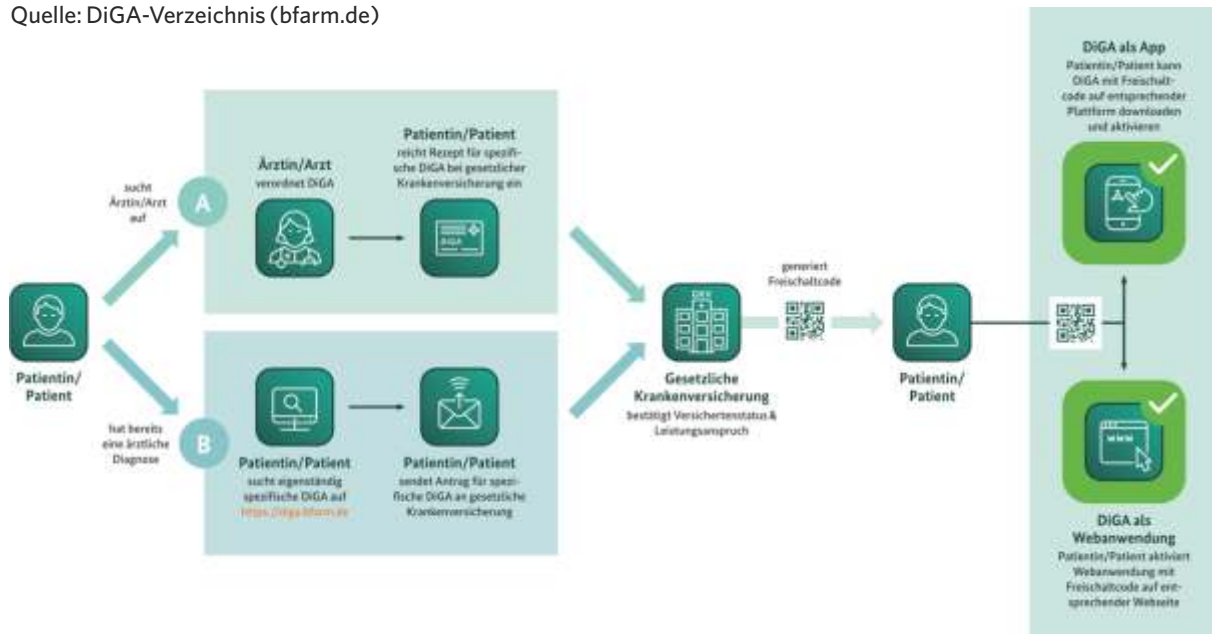 Quelle: DiGA-Verzeichnis (bfarm.de)
Patientin/
Patient
sucht
Ärztin/Arzt
auf
A
Ärztin/Arzt
verordnet DiGA
Patientin/Patient
reicht Rezept für spezifi-
sche DiGA bei gesetzlicher
Krankenversicherung ein
DiGA
hat bereits
eine ärztliche
Diagnose
B
Patientin/Patient
sucht eigenständig
spezifische DiGA auf
https://diga.bfarm.de
Patientin/Patient
sendet Antrag für spezi-
fische DiGA an gesetzliche
Krankenversicherung
GKV
Gesetzliche
Krankenversicherung
bestätigt Versichertenstatus &
Leistungsanspruch
generiert
Freischaltcode
Patientin/
Patient
DiGA als App
Patientin/Patient kann
DiGA mit Freischalt-
code auf entsprechender
Plattform downloaden
und aktivieren
WWW
DiGA als
Webanwendung
Patientin/Patient aktiviert
Webanwendung mit
Freischaltcode auf ent-
sprechender Webseite